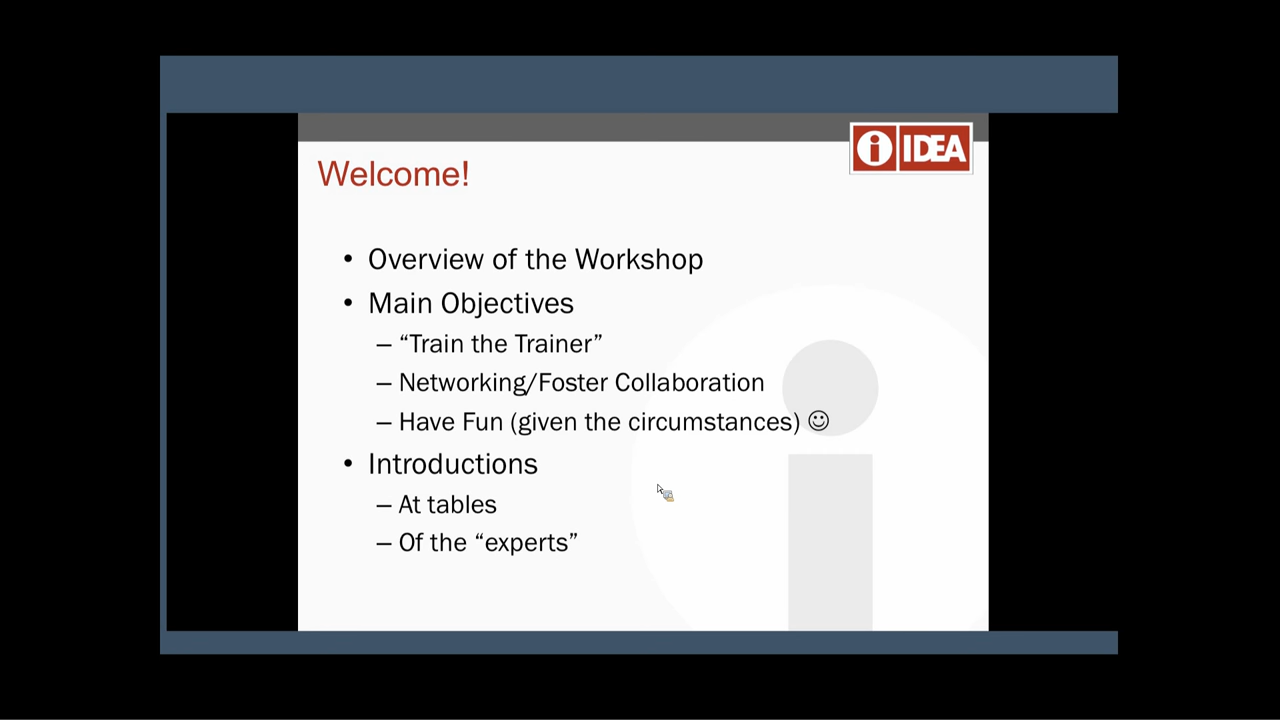 IDEA
Welcome!
• Overview of the Workshop
• Main Objectives
– “Train the Trainer”
– Networking/Foster Collaboration
– Have Fun (given the circumstances) ☺
• Introductions
– At tables
– Of the “experts”